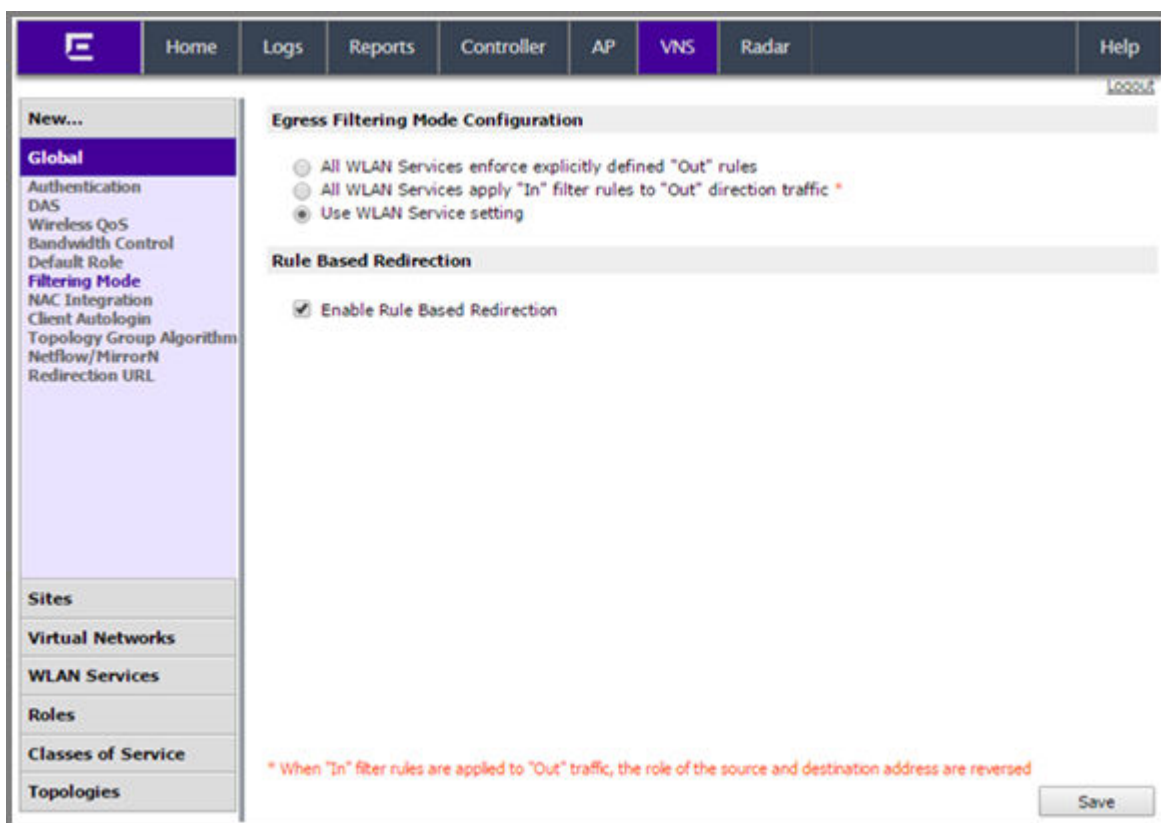 Home Logs Reports Controller AP VNS Radar Help
Logout
New...
Global
Authentication
DAS
Wireless QoS
Bandwidth Control
Default Role
Filtering Mode
NAC Integration
Client Autologin
Topology Group Algorithm
Netflow/MirrorN
Redirection URL
Sites
Virtual Networks
WLAN Services
Roles
Classes of Service
Topologies
Egress Filtering Mode Configuration
All WLAN Services enforce explicitly defined "Out" rules
All WLAN Services apply "In" filter rules to "Out" direction traffic *
Use WLAN Service setting
Rule Based Redirection
Enable Rule Based Redirection
* When "In" filter rules are applied to "Out" traffic, the role of the source and destination address are reversed
Save